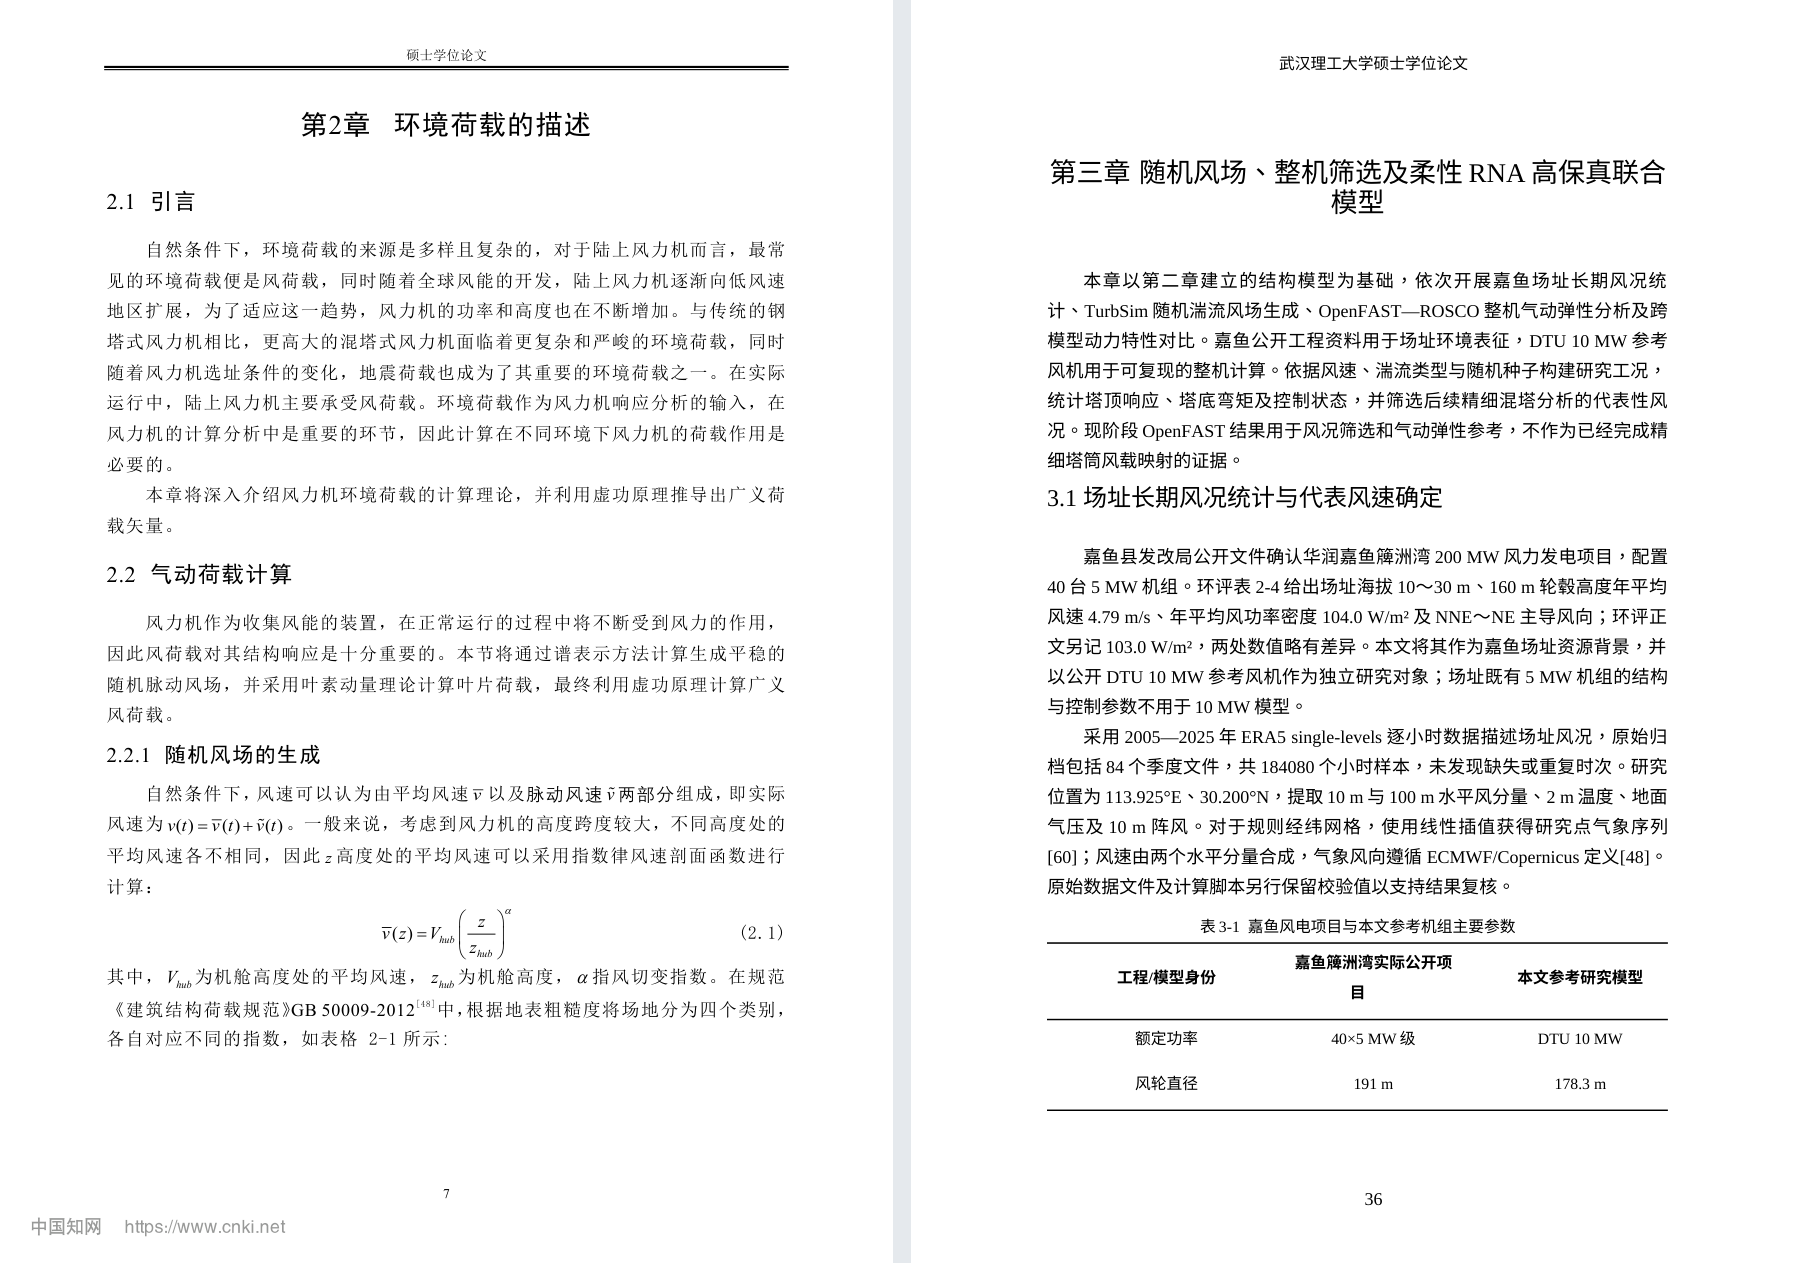 硕士学位论文
第2章 环境荷载的描述
2.1 引言
自然条件下，环境荷载的来源是多样且复杂的，对于陆上风力机而言，最常
见的环境荷载便是风荷载，同时随着全球风能的开发，陆上风力机逐渐向低风速
地区扩展，为了适应这一趋势，风力机的功率和高度也在不断增加。与传统的钢
塔式风力机相比，更高大的混塔式风力机面临着更复杂和严峻的环境荷载，同时
随着风力机选址条件的变化，地震荷载也成为了其重要的环境荷载之一。在实际
运行中，陆上风力机主要承受风荷载。环境荷载作为风力机响应分析的输入，在
风力机的计算分析中是重要的环节，因此计算在不同环境下风力机的荷载作用是
必要的。
本章将深入介绍风力机环境荷载的计算理论，并利用虚功原理推导出广义荷
载矢量。
2.2 气动荷载计算
风力机作为收集风能的装置，在正常运行的过程中将不断受到风力的作用，
因此风荷载对其结构响应是十分重要的。本节将通过谱表示方法计算生成平稳的
随机脉动风场，并采用叶素动量理论计算叶片荷载，最终利用虚功原理计算广义
风荷载。
2.2.1 随机风场的生成
自然条件下，风速可以认为由平均风速 v̅ 以及脉动风速 ṽ 两部分组成，即实际
风速为 v(t) = v̅(t) + ṽ(t)。一般来说，考虑到风力机的高度跨度较大，不同高度处的
平均风速各不相同，因此 z 高度处的平均风速可以采用指数律风速剖面函数进行
计算：
v̅(z) = V_hub (z / z_hub)^α (2.1)
其中，V_hub 为机舱高度处的平均风速，z_hub 为机舱高度，α 指风切变指数。在规范
《建筑结构荷载规范》GB 50009-2012[48]中，根据地表粗糙度将场地分为四个类别，
各自对应不同的指数，如表格 2-1 所示：
7
中国知网 https://www.cnki.net
武汉理工大学硕士学位论文
第三章 随机风场、整机筛选及柔性 RNA 高保真联合
模型
本章以第二章建立的结构模型为基础，依次开展嘉鱼场址长期风况统
计、TurbSim 随机湍流风场生成、OpenFAST—ROSCO 整机气动弹性分析及跨
模型动力特性对比。嘉鱼公开工程资料用于场址环境表征，DTU 10 MW 参考
风机用于可复现的整机计算。依据风速、湍流类型与随机种子构建研究工况，
统计塔顶响应、塔底弯矩及控制状态，并筛选后续精细混塔分析的代表性风
况。现阶段 OpenFAST 结果用于风况筛选和气动弹性参考，不作为已经完成精
细塔筒风载映射的证据。
3.1 场址长期风况统计与代表风速确定
嘉鱼县发改局公开文件确认华润嘉鱼簰洲湾 200 MW 风力发电项目，配置
40 台 5 MW 机组。环评表 2-4 给出场址海拔 10～30 m、160 m 轮毂高度年平均
风速 4.79 m/s、年平均风功率密度 104.0 W/m² 及 NNE～NE 主导风向；环评正
文另记 103.0 W/m²，两处数值略有差异。本文将其作为嘉鱼场址资源背景，并
以公开 DTU 10 MW 参考风机作为独立研究对象；场址既有 5 MW 机组的结构
与控制参数不用于 10 MW 模型。
采用 2005—2025 年 ERA5 single-levels 逐小时数据描述场址风况，原始归
档包括 84 个季度文件，共 184080 个小时样本，未发现缺失或重复时次。研究
位置为 113.925°E、30.200°N，提取 10 m 与 100 m 水平风分量、2 m 温度、地面
气压及 10 m 阵风。对于规则经纬网格，使用线性插值获得研究点气象序列
[60]；风速由两个水平分量合成，气象风向遵循 ECMWF/Copernicus 定义[48]。
原始数据文件及计算脚本另行保留校验值以支持结果复核。
表 3-1 嘉鱼风电项目与本文参考机组主要参数
工程/模型身份 嘉鱼簰洲湾实际公开项目 本文参考研究模型
额定功率 40×5 MW 级 DTU 10 MW
风轮直径 191 m 178.3 m
36